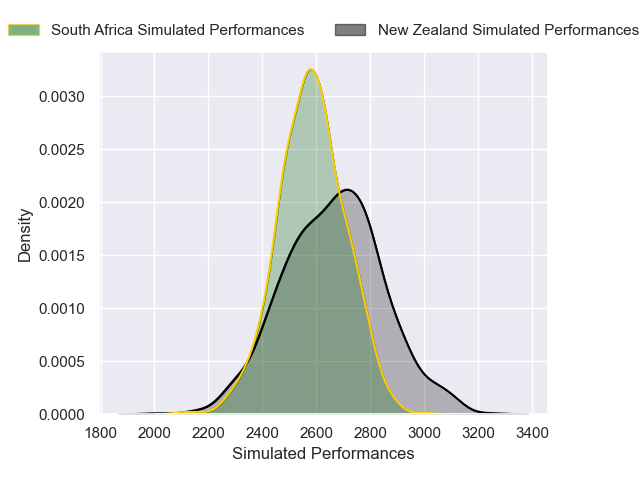 South Africa Simulated Performances
New Zealand Simulated Performances
0.0030
0.0025
0.0020
0.0015
0.0010
0.0005
0.0000
Density
1800 2000 2200 2400 2600 2800 3000 3200 3400
Simulated Performances